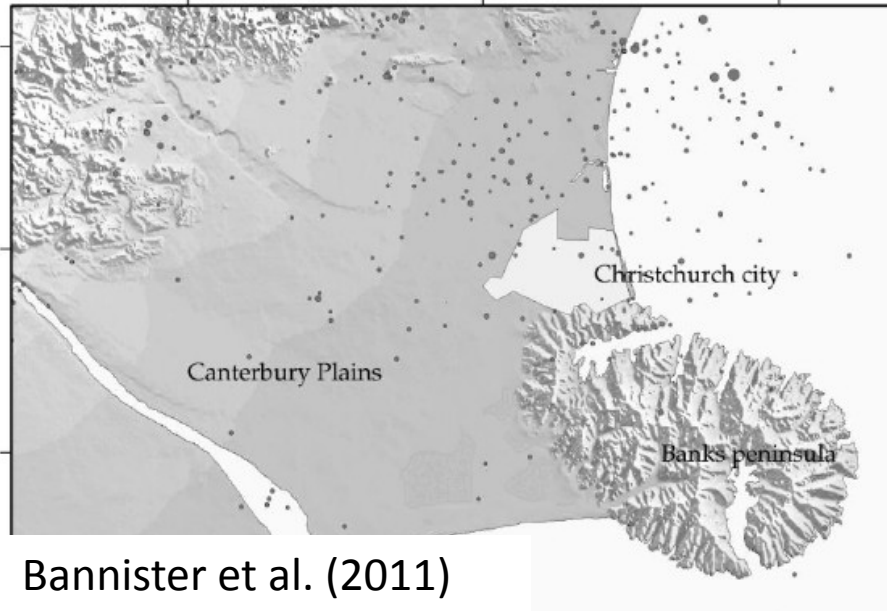 Christchurch city
Canterbury Plains
Banks peninsula
Bannister et al. (2011)